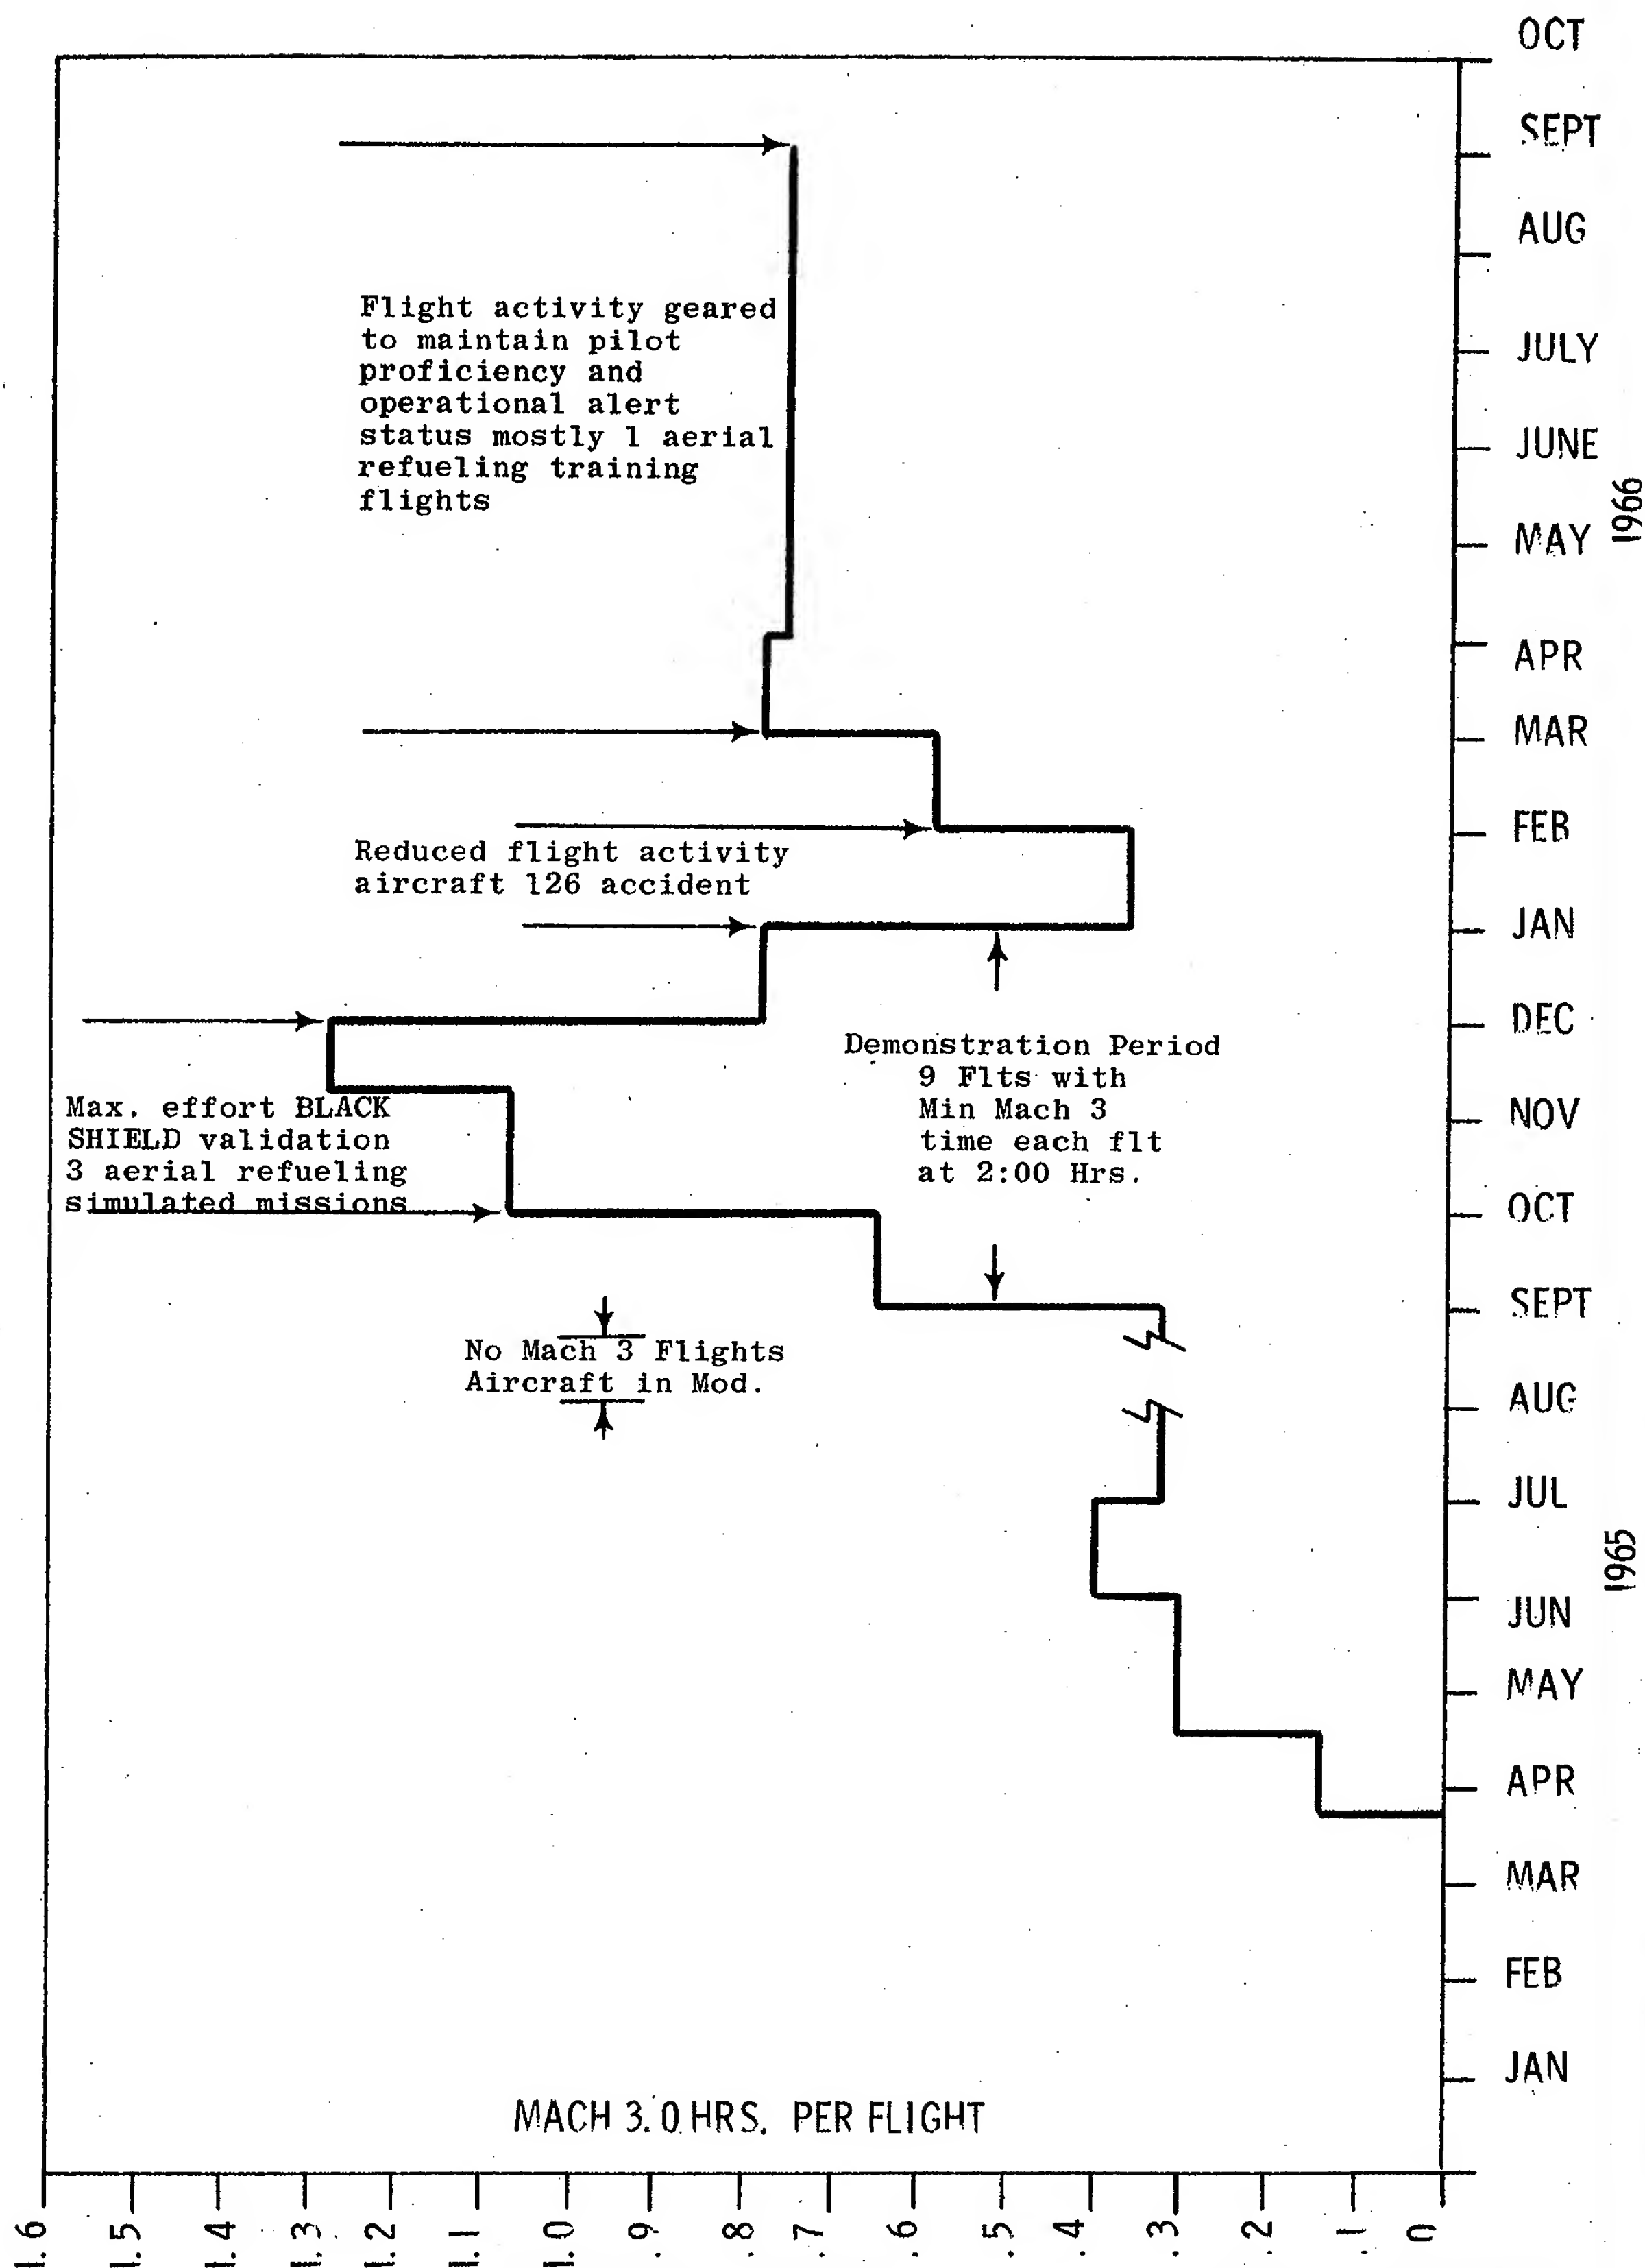 OCT
SEPT
AUG
JULY
JUNE
MAY
APR
MAR
FEB
JAN
DEC
NOV
OCT
SEPT
AUG
JUL
JUN
MAY
APR
MAR
FEB
JAN
1966
1965
Flight activity geared
to maintain pilot
proficiency and
operational alert
status mostly 1 aerial
refueling training
flights
Reduced flight activity
aircraft 126 accident
Demonstration Period
9 Flts with
Min Mach 3
time each flt
at 2:00 Hrs.
Max. effort BLACK
SHIELD validation
3 aerial refueling
simulated missions
No Mach 3 Flights
Aircraft in Mod.
MACH 3.0 HRS. PER FLIGHT
1.6
1.5
1.4
1.3
1.2
1.1
1.0
.9
.8
.7
.6
.5
.4
.3
.2
.1
0